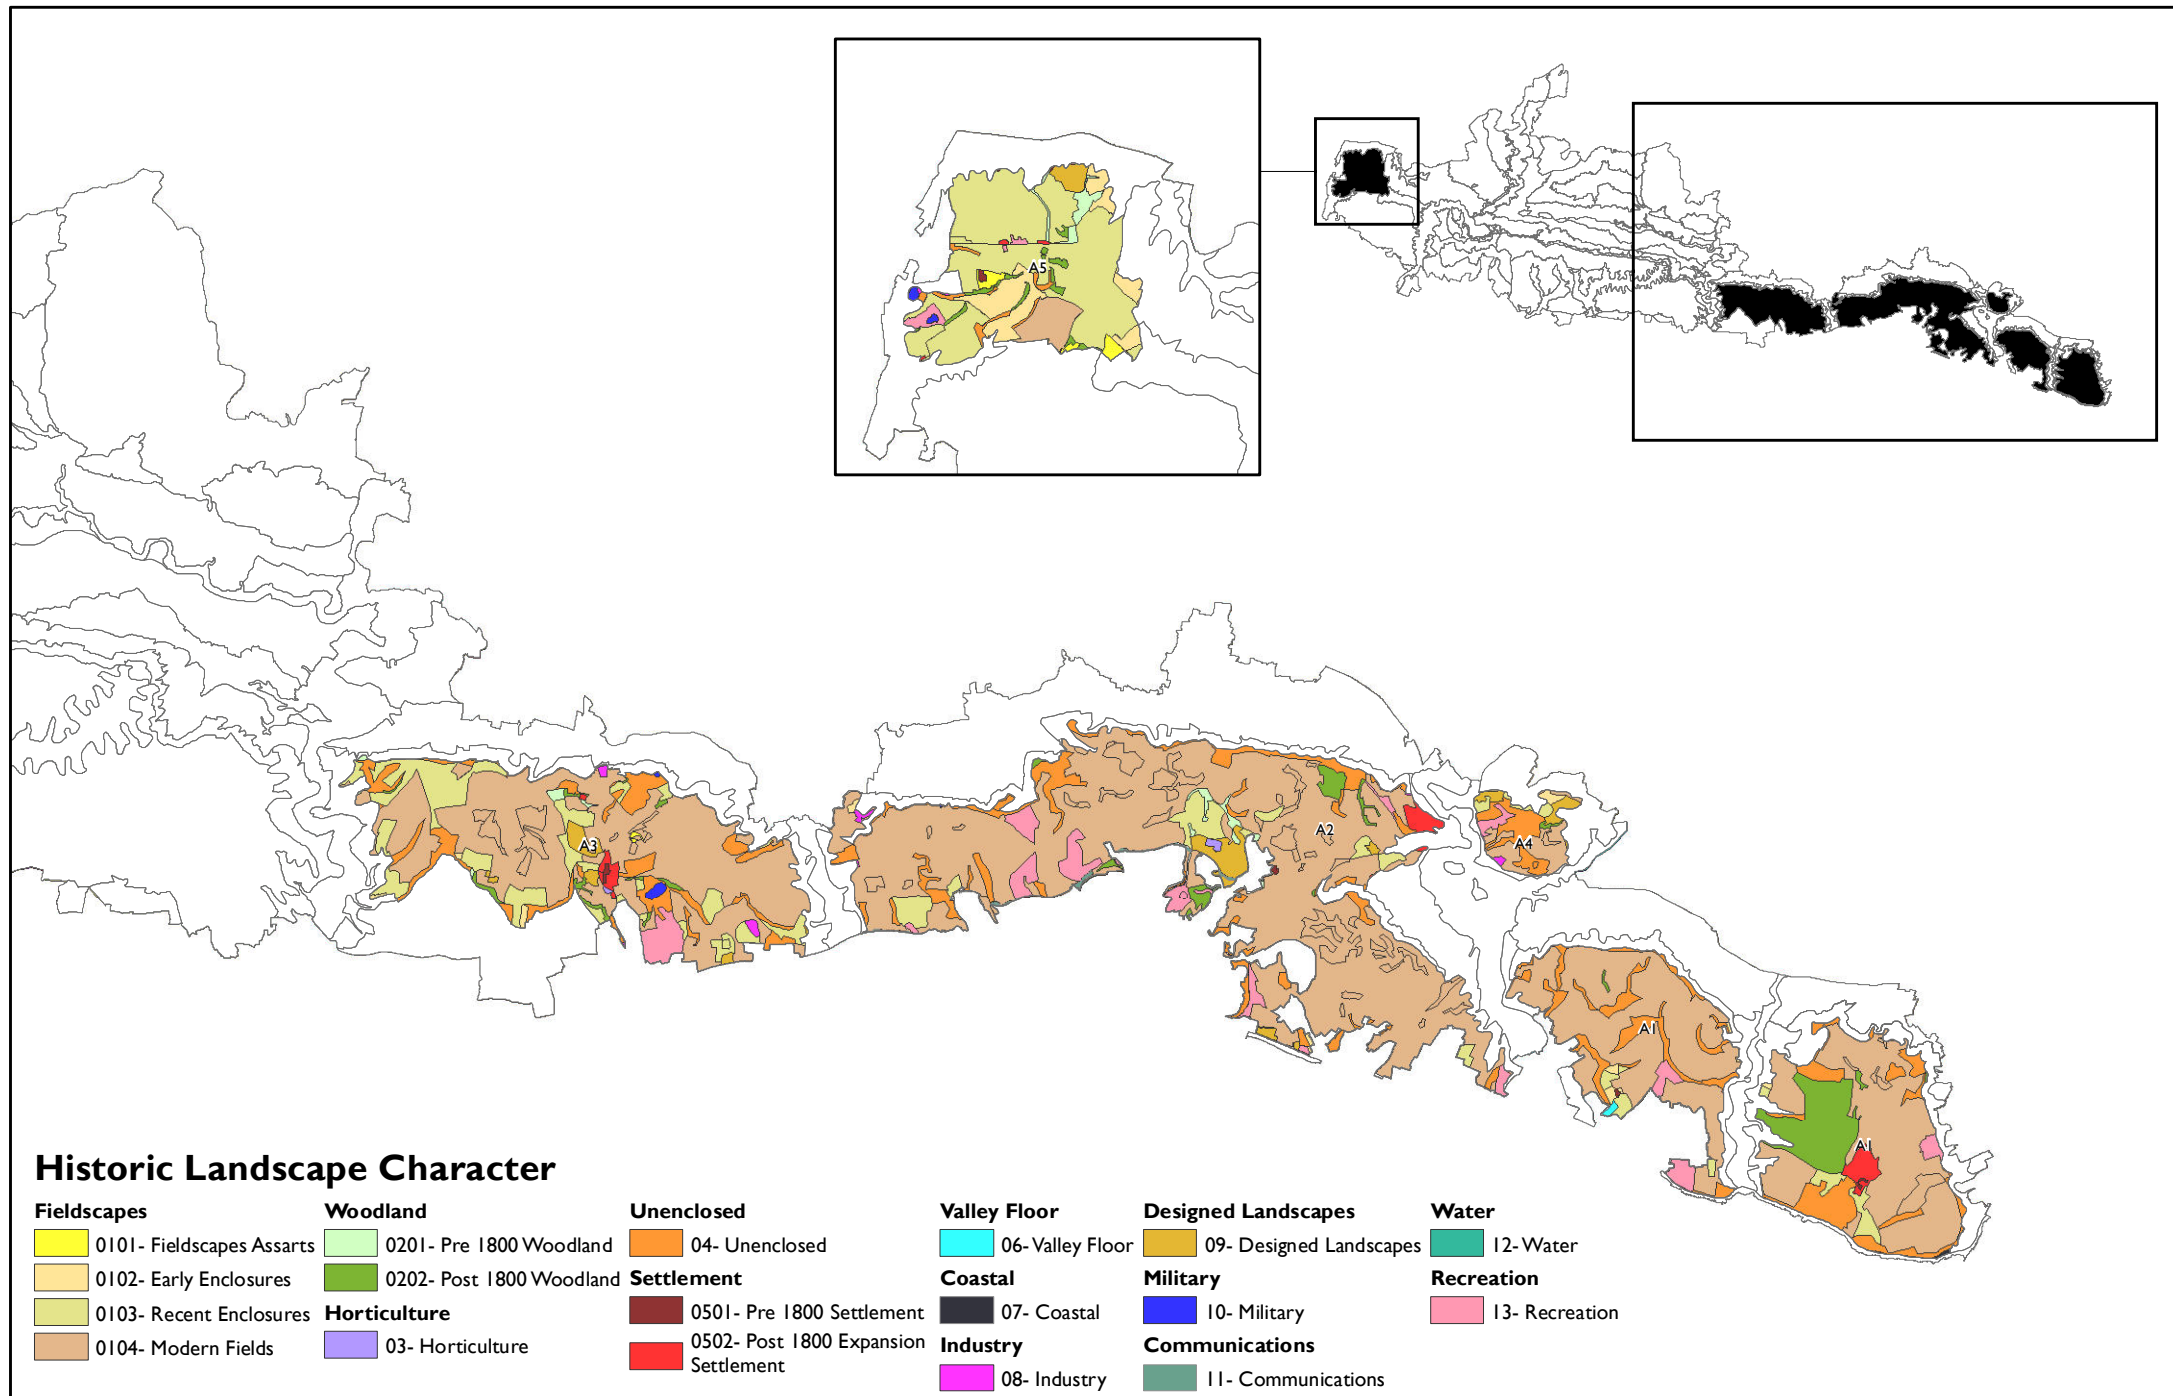 A5
A3
A2
A4
A1
A1
Historic Landscape Character
Fieldscapes
0101- Fieldscapes Assarts
0102- Early Enclosures
0103- Recent Enclosures
0104- Modern Fields
Woodland
0201- Pre 1800 Woodland
0202- Post 1800 Woodland
Horticulture
03- Horticulture
Unenclosed
04- Unenclosed
Settlement
0501- Pre 1800 Settlement
0502- Post 1800 Expansion
Settlement
Valley Floor
06- Valley Floor
Coastal
07- Coastal
Industry
08- Industry
Designed Landscapes
09- Designed Landscapes
Military
10- Military
Communications
11- Communications
Water
12- Water
Recreation
13- Recreation